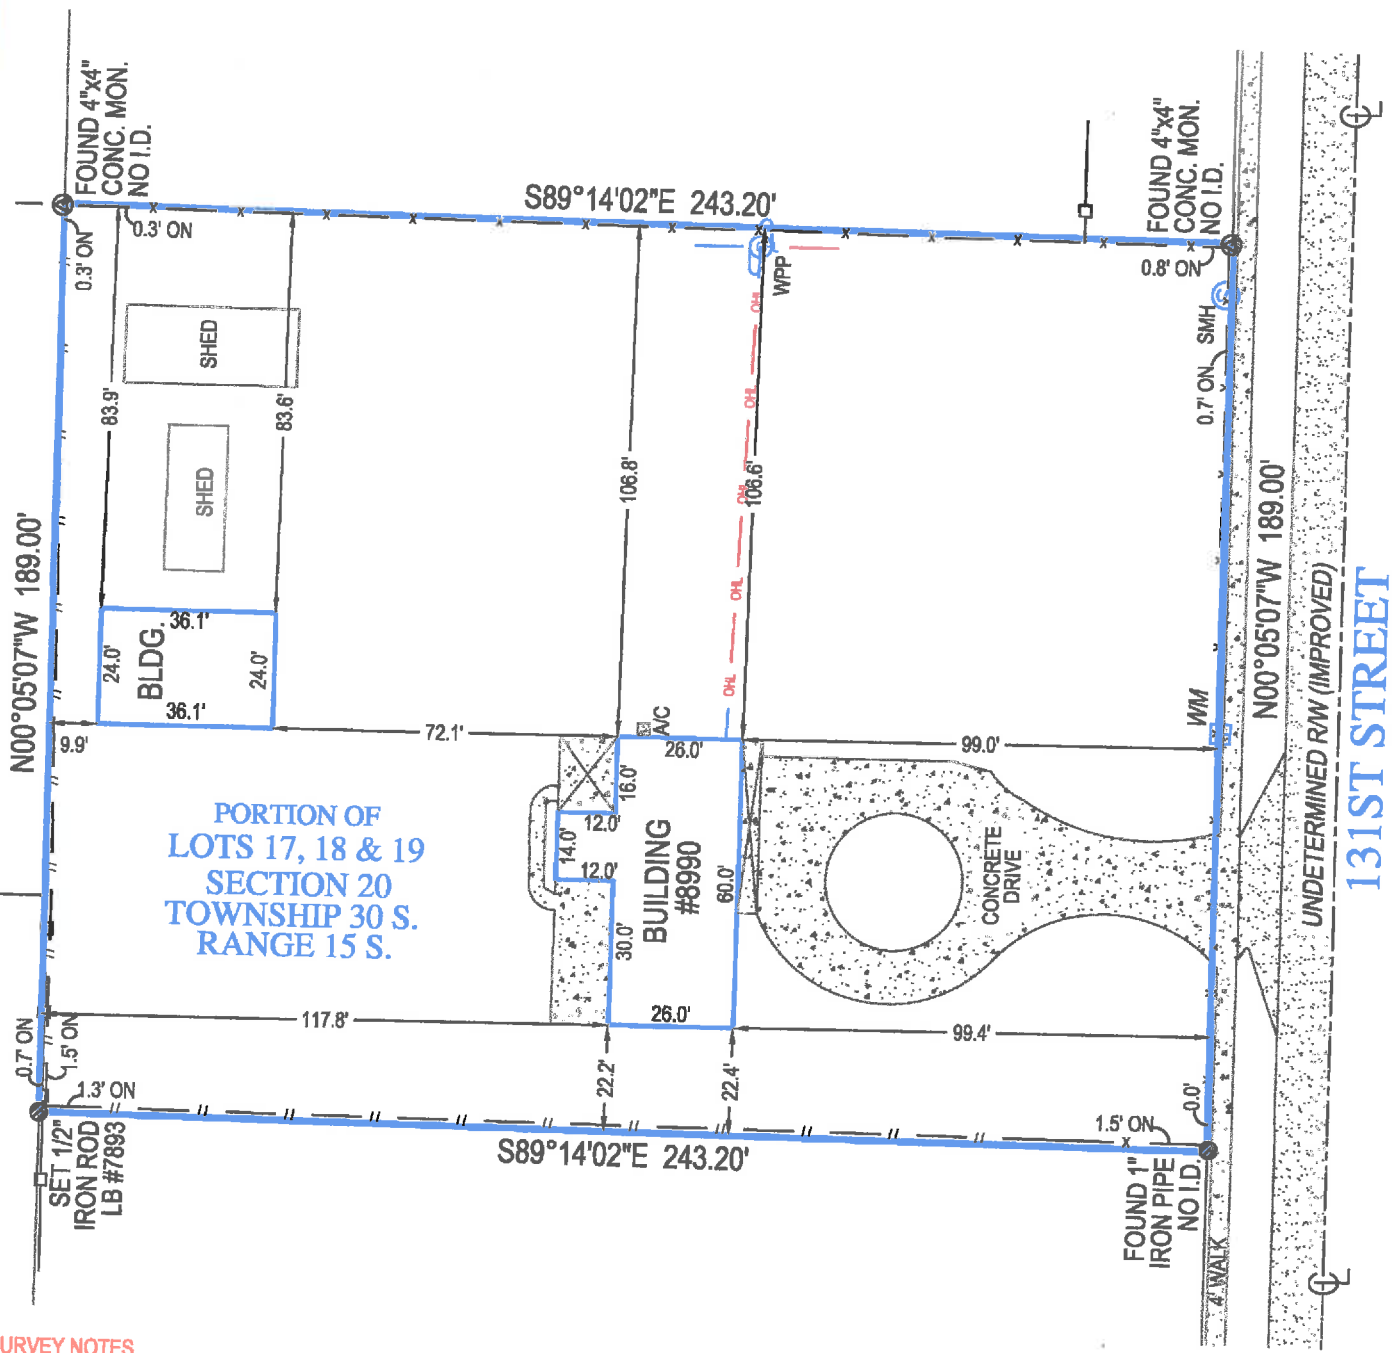 FOUND 4"x4"
CONC. MON.
NO I.D.
S89°14'02"E 243.20'
FOUND 4"x4"
CONC. MON.
NO I.D.
0.3' ON
0.3' ON
0.8' ON
WPP
SMH
0.7' ON
SHED
SHED
83.9'
83.6'
106.8'
106.6'
OHL
OHL
OHL
OHL
OHL
N00°05'07"W 189.00'
N00°05'07"W 189.00'
36.1'
24.0'
BLDG.
24.0'
36.1'
9.9'
72.1'
A/C
26.0'
99.0'
WM
16.0'
12.0'
14.0'
12.0'
30.0'
60.0'
26.0'
BUILDING
#8990
CONCRETE
DRIVE
PORTION OF
LOTS 17, 18 & 19
SECTION 20
TOWNSHIP 30 S.
RANGE 15 S.
UNDETERMINED R/W (IMPROVED)
131ST STREET
117.8'
99.4'
22.2'
22.4'
0.7' ON
1.5' ON
1.3' ON
0.0'
1.5' ON
SET 1/2"
IRON ROD
LB #7893
S89°14'02"E 243.20'
FOUND 1"
IRON PIPE
NO I.D.
4' WALK
URVEY NOTES